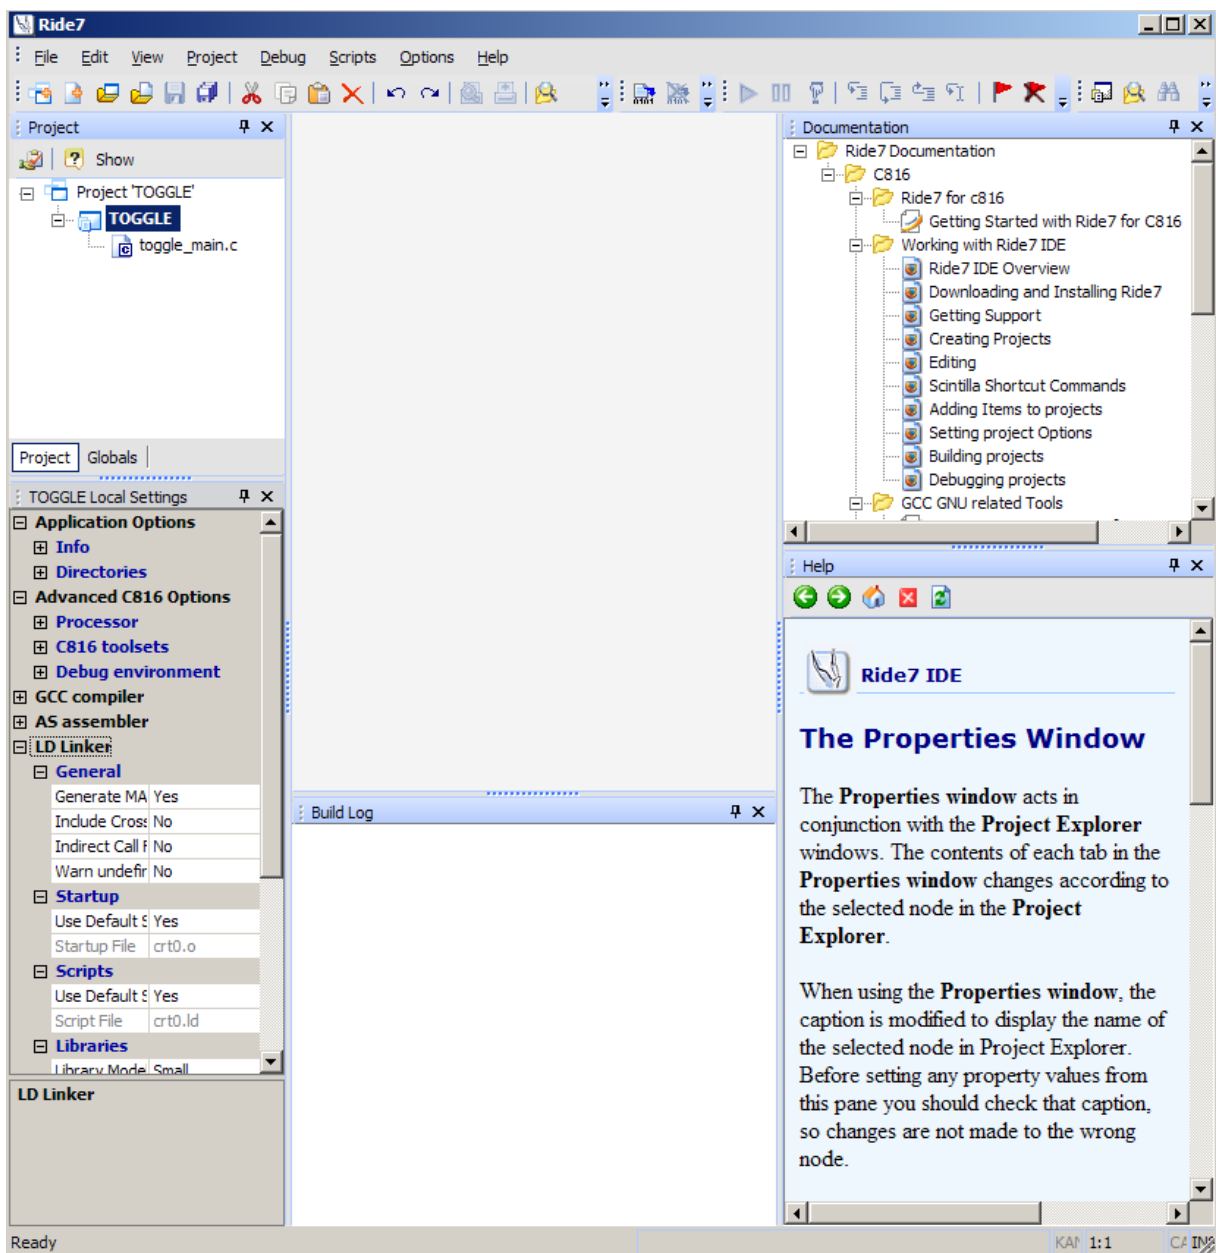 Ride7
File Edit View Project Debug Scripts Options Help
Project
Show
Project 'TOGGLE'
TOGGLE
toggle_main.c
Project Globals
TOGGLE Local Settings
Application Options
Info
Directories
Advanced C816 Options
Processor
C816 toolsets
Debug environment
GCC compiler
AS assembler
LD Linker
General
Generate MA Yes
Include Cross No
Indirect Call F No
Warn undefir No
Startup
Use Default S Yes
Startup File crt0.o
Scripts
Use Default S Yes
Script File crt0.ld
Libraries
Library Mode Small
LD Linker
Build Log
Documentation
Ride7 Documentation
C816
Ride7 for c816
Getting Started with Ride7 for C816
Working with Ride7 IDE
Ride7 IDE Overview
Downloading and Installing Ride7
Getting Support
Creating Projects
Editing
Scintilla Shortcut Commands
Adding Items to projects
Setting project Options
Building projects
Debugging projects
GCC GNU related Tools
Help
Ride7 IDE
The Properties Window
The Properties window acts in
conjunction with the Project Explorer
windows. The contents of each tab in the
Properties window changes according to
the selected node in the Project
Explorer.
When using the Properties window, the
caption is modified to display the name of
the selected node in Project Explorer.
Before setting any property values from
this pane you should check that caption,
so changes are not made to the wrong
node.
Ready 1:1